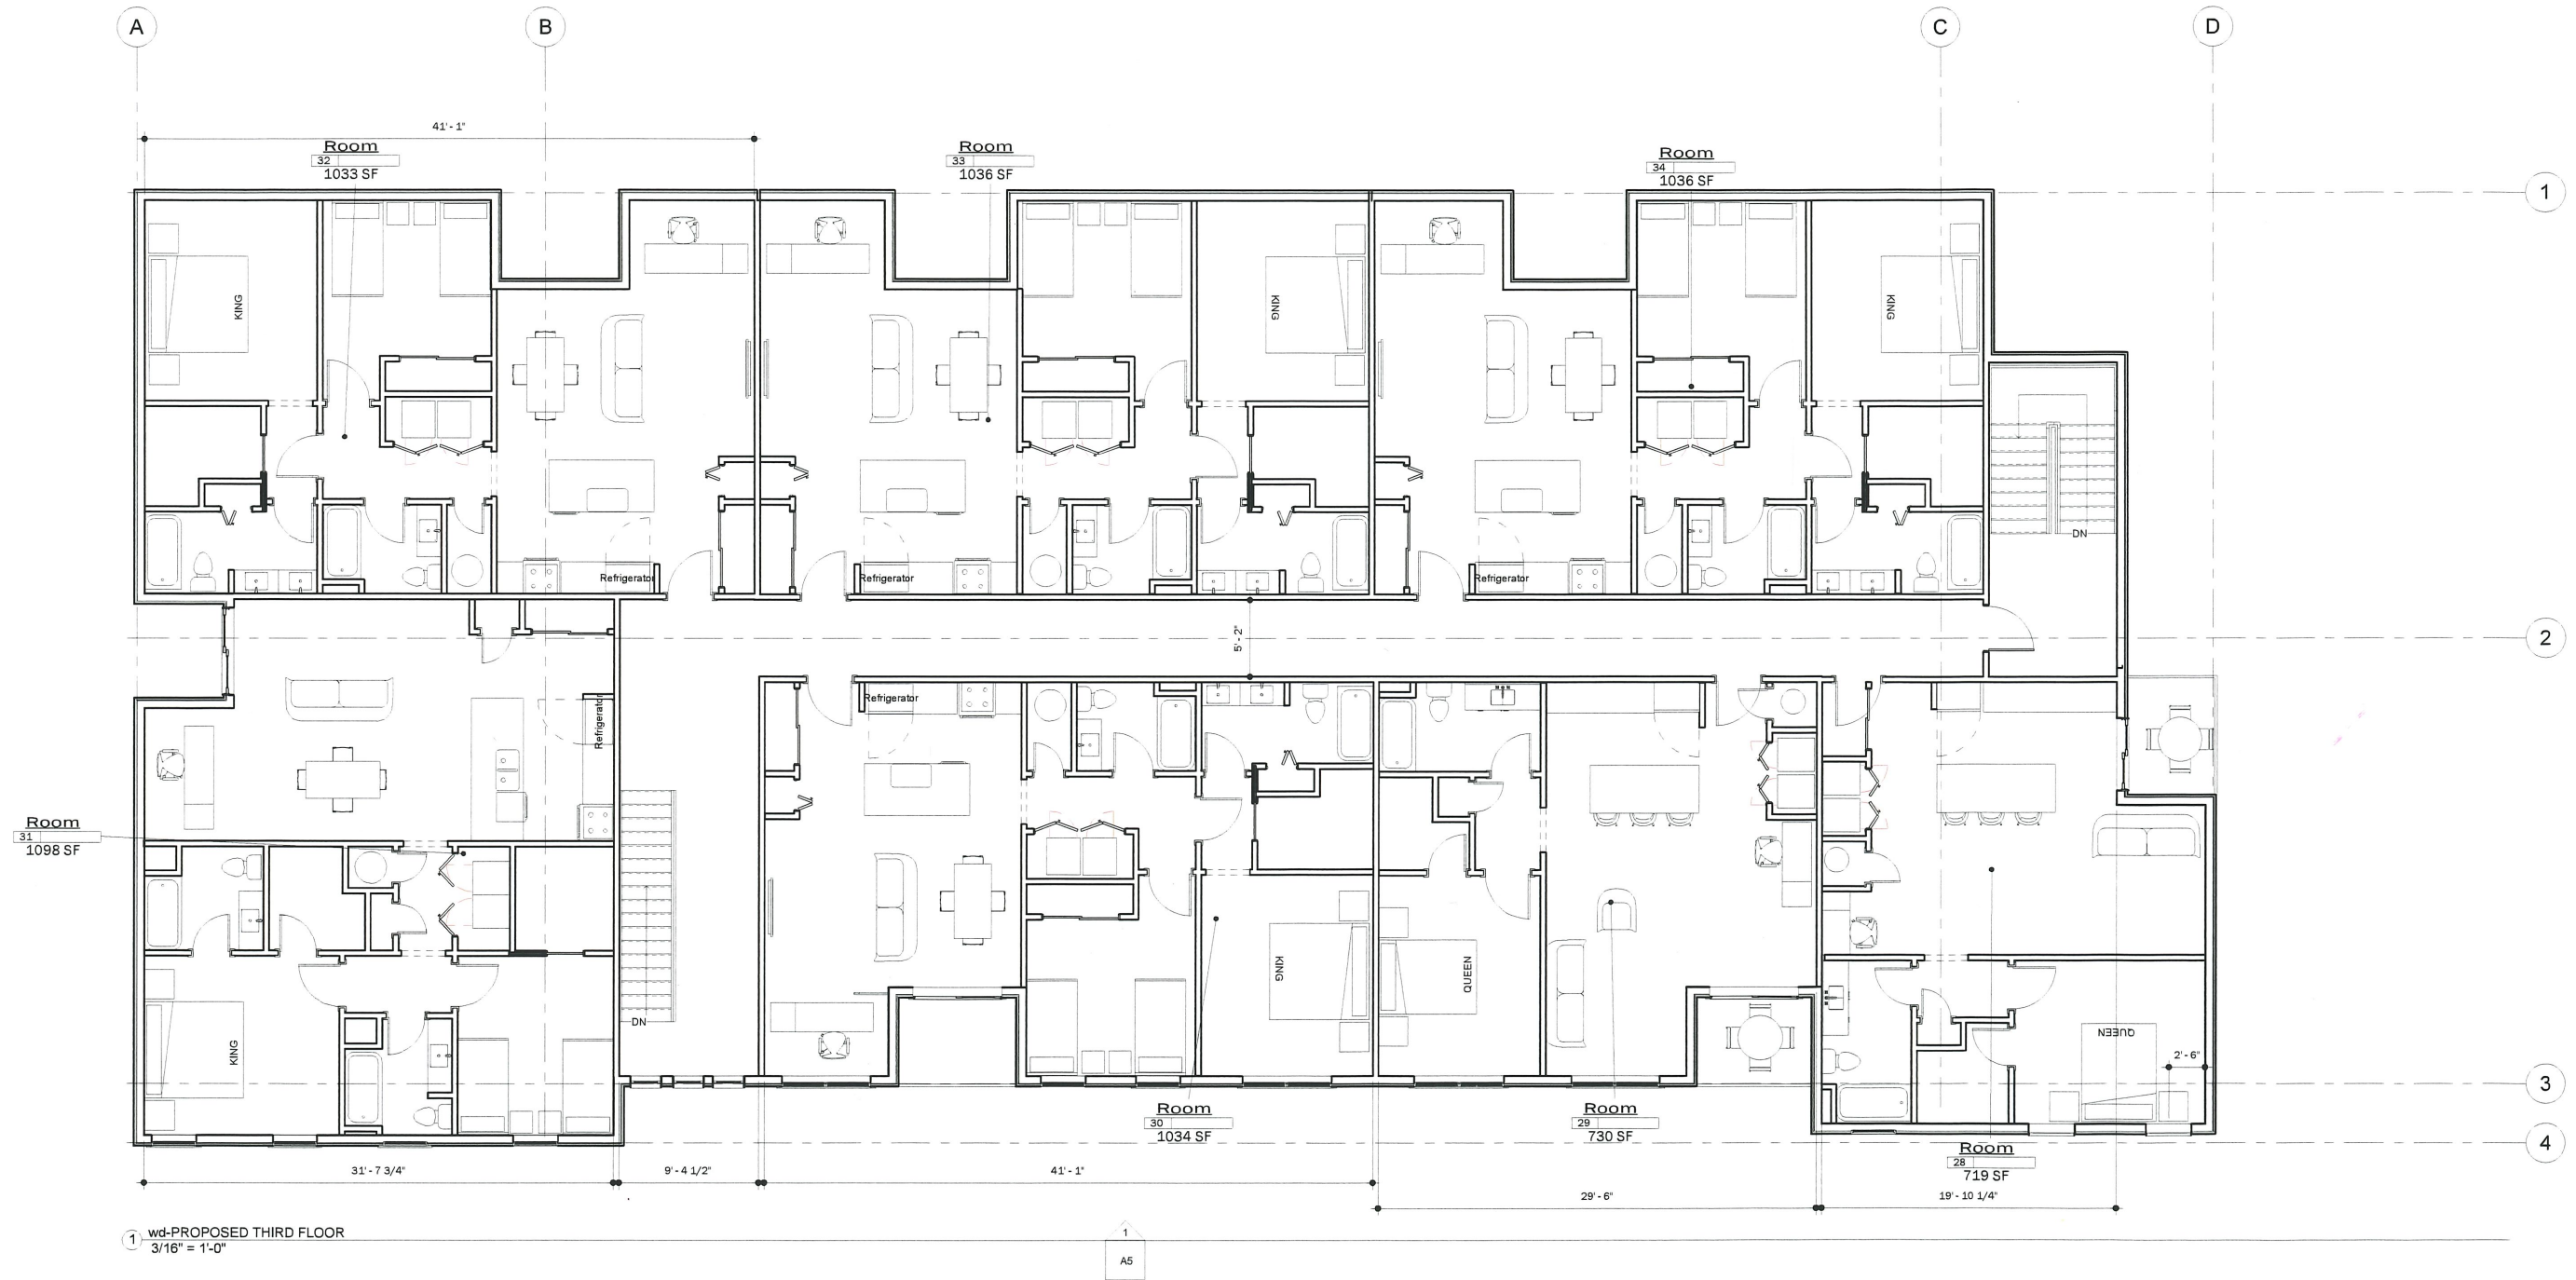 A
B
C
D
41' - 1"
Room
32
1033 SF
Room
33
1036 SF
Room
34
1036 SF
1
KING
KING
KING
DN
Refrigerator
Refrigerator
Refrigerator
5' - 2"
2
Refrigerator
Refrigerator
Room
31
1098 SF
KING
QUEEN
DN
KING
QUEEN
2' - 6"
3
Room
30
1034 SF
Room
29
730 SF
4
Room
28
719 SF
31' - 7 3/4"
9' - 4 1/2"
41' - 1"
29' - 6"
19' - 10 1/4"
1
wd-PROPOSED THIRD FLOOR
3/16" = 1'-0"
1
A5